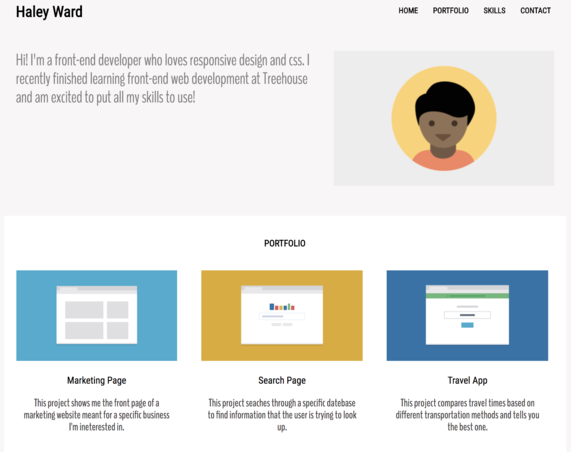 Haley Ward
HOME PORTFOLIO SKILLS CONTACT
Hi! I'm a front-end developer who loves responsive design and css. I
recently finished learning front-end web development at Treehouse
and am excited to put all my skills to use!
PORTFOLIO
Marketing Page
This project shows me the front page of a
marketing website meant for a specific business
I'm ineterested in.
Search Page
This project seaches through a specific datebase
to find information that the user is trying to look
up.
Travel App
This project compares travel times based on
different transportation methods and tells you
the best one.